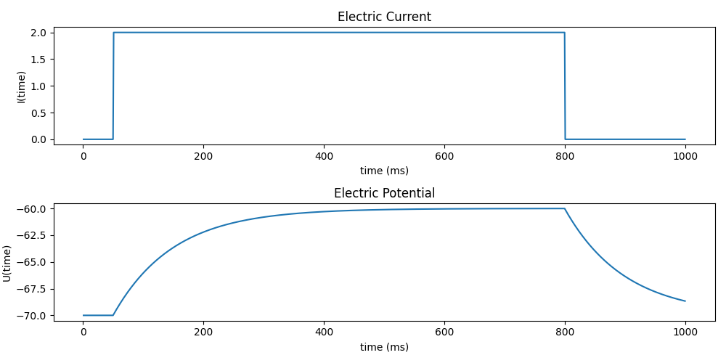 Electric Current
2.0
1.5
1.0
0.5
0.0
I(time)
0 200 400 600 800 1000
time (ms)
Electric Potential
−60.0
−62.5
−65.0
−67.5
−70.0
U(time)
0 200 400 600 800 1000
time (ms)